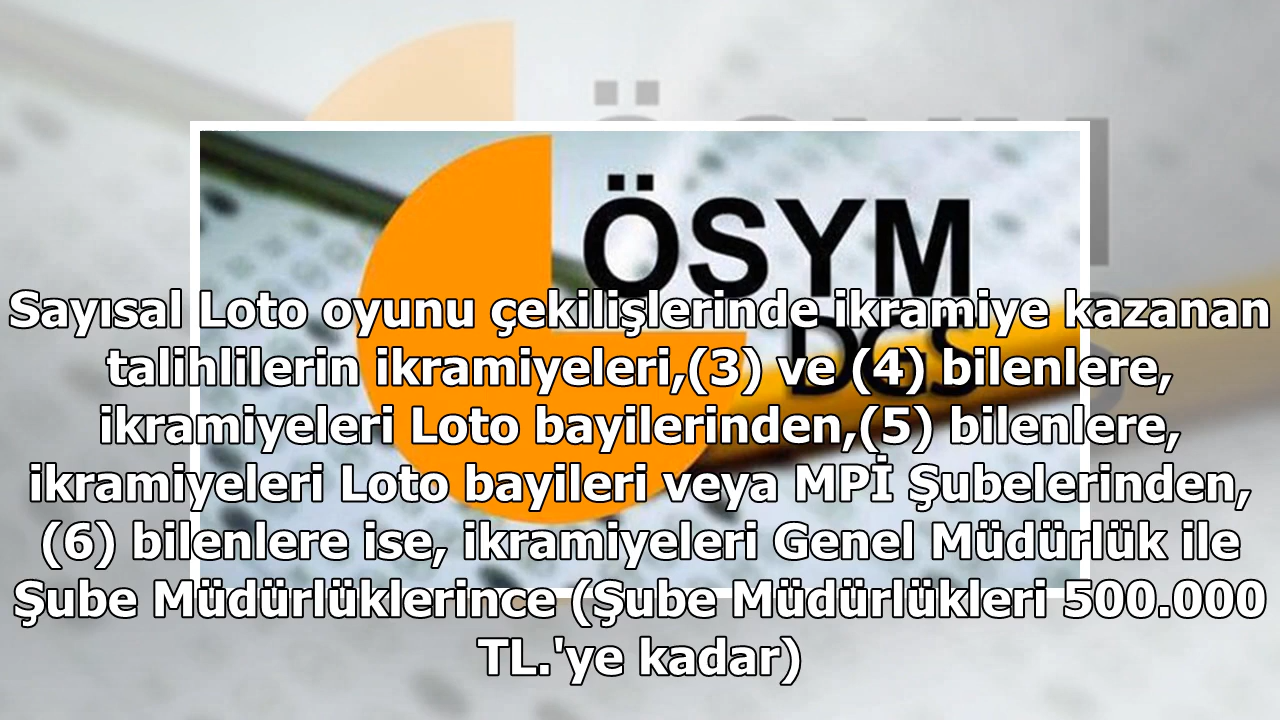 ÖSYM
DGS
Sayısal Loto oyunu çekilişlerinde ikramiye kazanan
talihlilerin ikramiyeleri,(3) ve (4) bilenlere,
ikramiyeleri Loto bayilerinden,(5) bilenlere,
ikramiyeleri Loto bayileri veya MPİ Şubelerinden,
(6) bilenlere ise, ikramiyeleri Genel Müdürlük ile
Şube Müdürlüklerince (Şube Müdürlükleri 500.000
TL.'ye kadar)